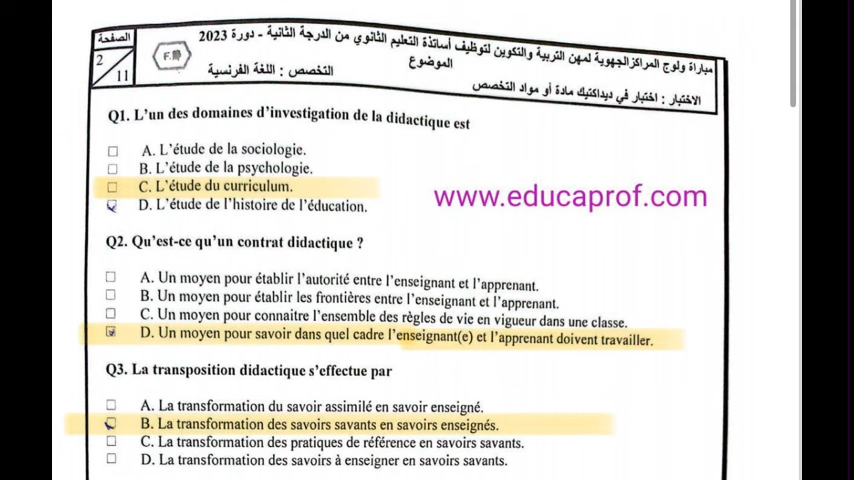 الصفحة
2
11
F.M
مباراة ولوج المراكز الجهوية لمهن التربية والتكوين لتوظيف أساتذة التعليم الثانوي من الدرجة الثانية - دورة 2023
الموضوع
التخصص : اللغة الفرنسية
الاختبار : اختبار في ديداكتيك مادة أو مواد التخصص
Q1. L'un des domaines d'investigation de la didactique est
A. L'étude de la sociologie.
B. L'étude de la psychologie.
C. L'étude du curriculum.
D. L'étude de l'histoire de l'éducation.
www.educaprof.com
Q2. Qu'est-ce qu'un contrat didactique ?
A. Un moyen pour établir l'autorité entre l'enseignant et l'apprenant.
B. Un moyen pour établir les frontières entre l'enseignant et l'apprenant.
C. Un moyen pour connaitre l'ensemble des règles de vie en vigueur dans une classe.
D. Un moyen pour savoir dans quel cadre l'enseignant(e) et l'apprenant doivent travailler.
Q3. La transposition didactique s'effectue par
A. La transformation du savoir assimilé en savoir enseigné.
B. La transformation des savoirs savants en savoirs enseignés.
C. La transformation des pratiques de référence en savoirs savants.
D. La transformation des savoirs à enseigner en savoirs savants.